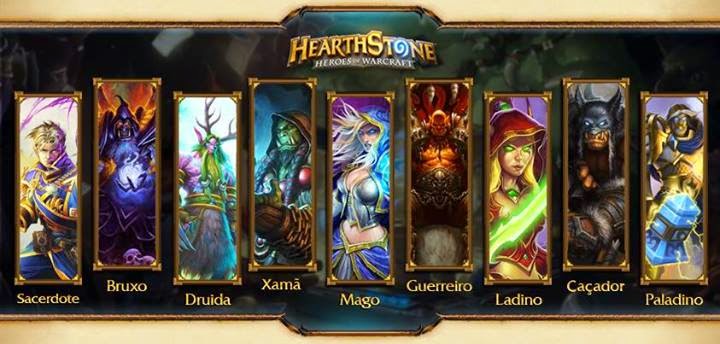 HEARTHSTONE
HEROES OF WARCRAFT
Sacerdote
Bruxo
Druida
Xamã
Mago
Guerreiro
Ladino
Caçador
Paladino